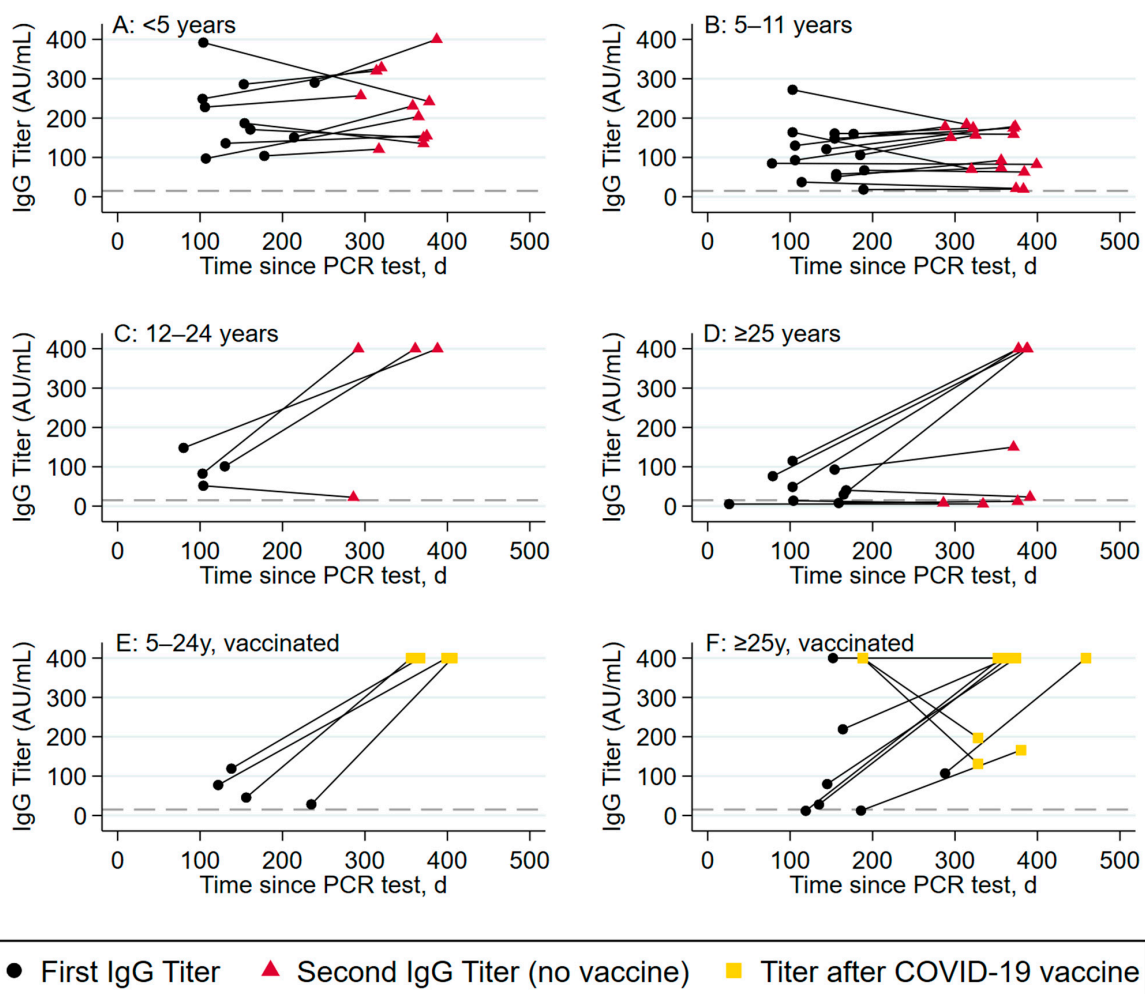 A: <5 years
B: 5–11 years
IgG Titer (AU/mL)
400
300
200
100
0
0 100 200 300 400 500
Time since PCR test, d
IgG Titer (AU/mL)
400
300
200
100
0
0 100 200 300 400 500
Time since PCR test, d
C: 12–24 years
D: ≥25 years
IgG Titer (AU/mL)
400
300
200
100
0
0 100 200 300 400 500
Time since PCR test, d
IgG Titer (AU/mL)
400
300
200
100
0
0 100 200 300 400 500
Time since PCR test, d
E: 5–24y, vaccinated
F: ≥25y, vaccinated
IgG Titer (AU/mL)
400
300
200
100
0
0 100 200 300 400 500
Time since PCR test, d
IgG Titer (AU/mL)
400
300
200
100
0
0 100 200 300 400 500
Time since PCR test, d
First IgG Titer
Second IgG Titer (no vaccine)
Titer after COVID-19 vaccine